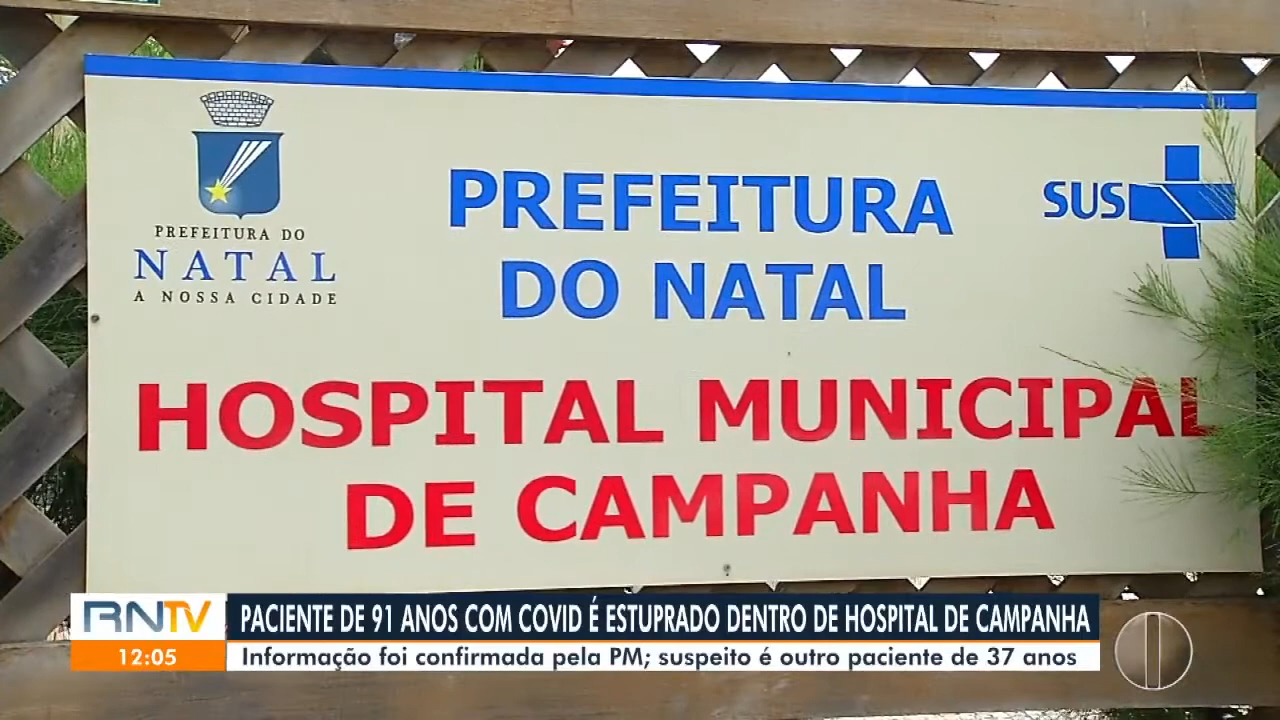 PREFEITURA DO
NATAL
A NOSSA CIDADE
PREFEITURA
DO NATAL
SUS
HOSPITAL MUNICIPAL
DE CAMPANHA
RNTV
12:05
PACIENTE DE 91 ANOS COM COVID É ESTUPRADO DENTRO DE HOSPITAL DE CAMPANHA
Informação foi confirmada pela PM; suspeito é outro paciente de 37 anos